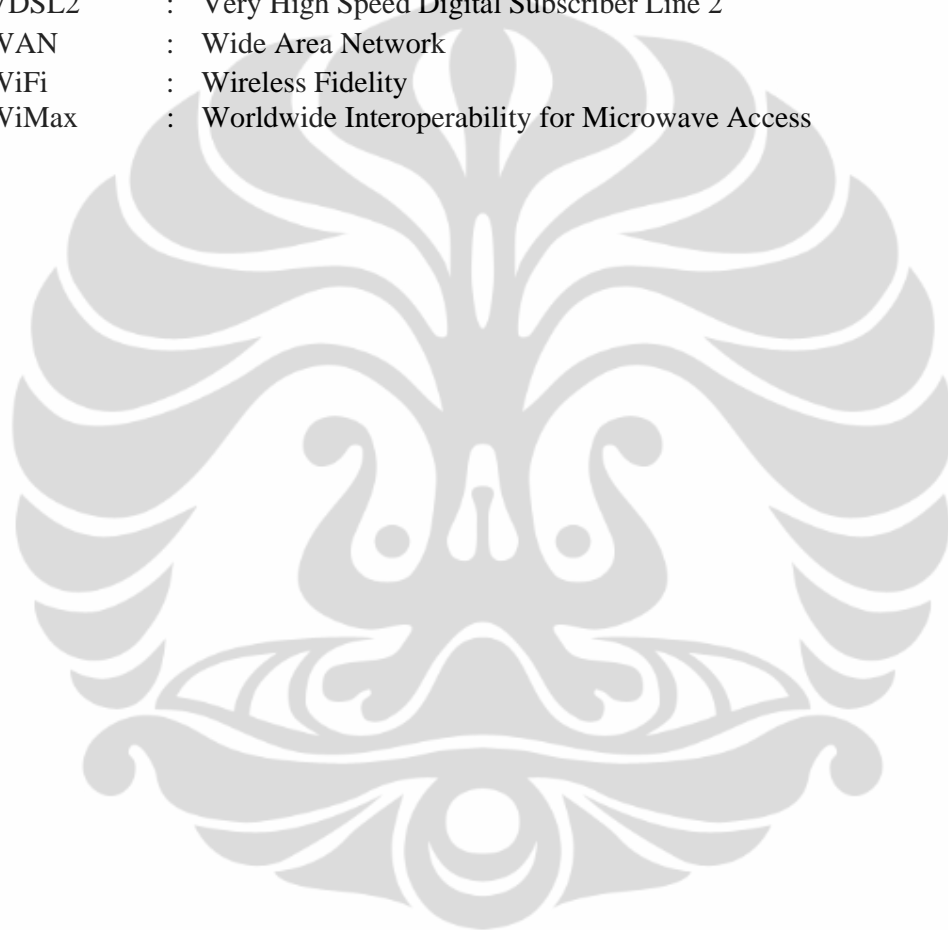 VDSL2 : Very High Speed Digital Subscriber Line 2
WAN : Wide Area Network
WiFi : Wireless Fidelity
WiMax : Worldwide Interoperability for Microwave Access